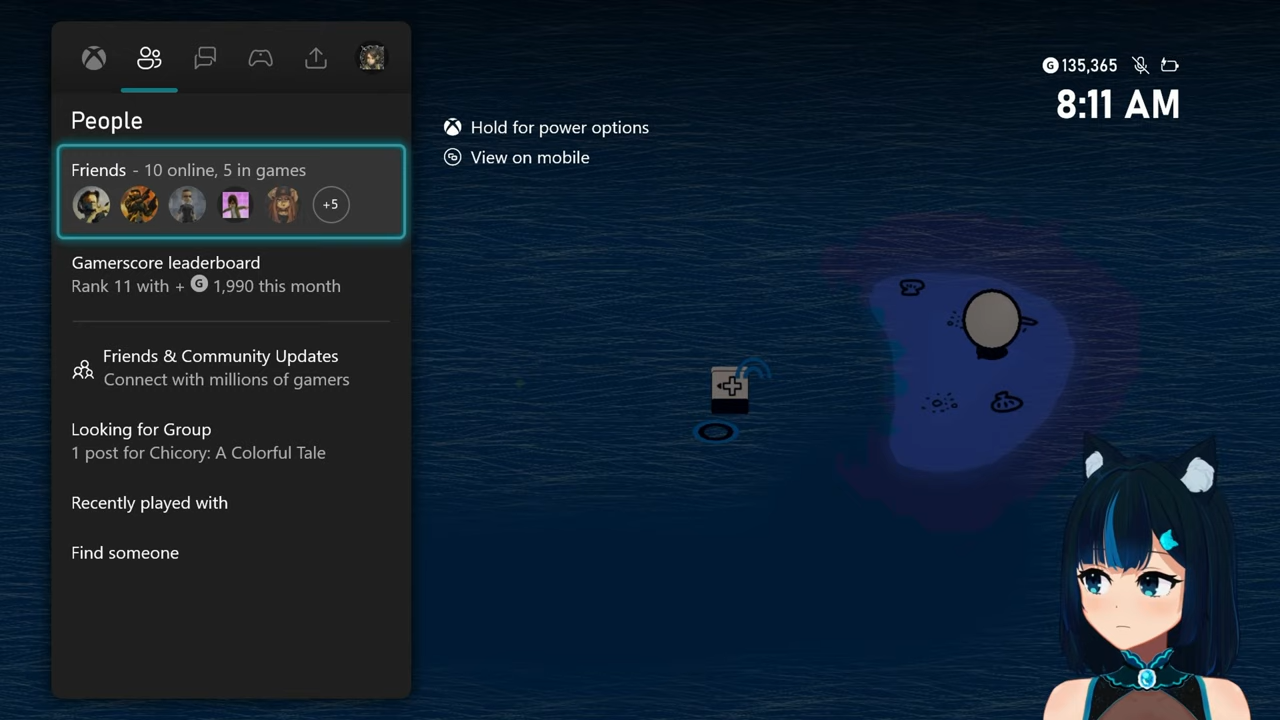 People
Friends - 10 online, 5 in games
+5
Gamerscore leaderboard
Rank 11 with + G 1,990 this month
Friends & Community Updates
Connect with millions of gamers
Looking for Group
1 post for Chicory: A Colorful Tale
Recently played with
Find someone
Hold for power options
View on mobile
G 135,365
8:11 AM